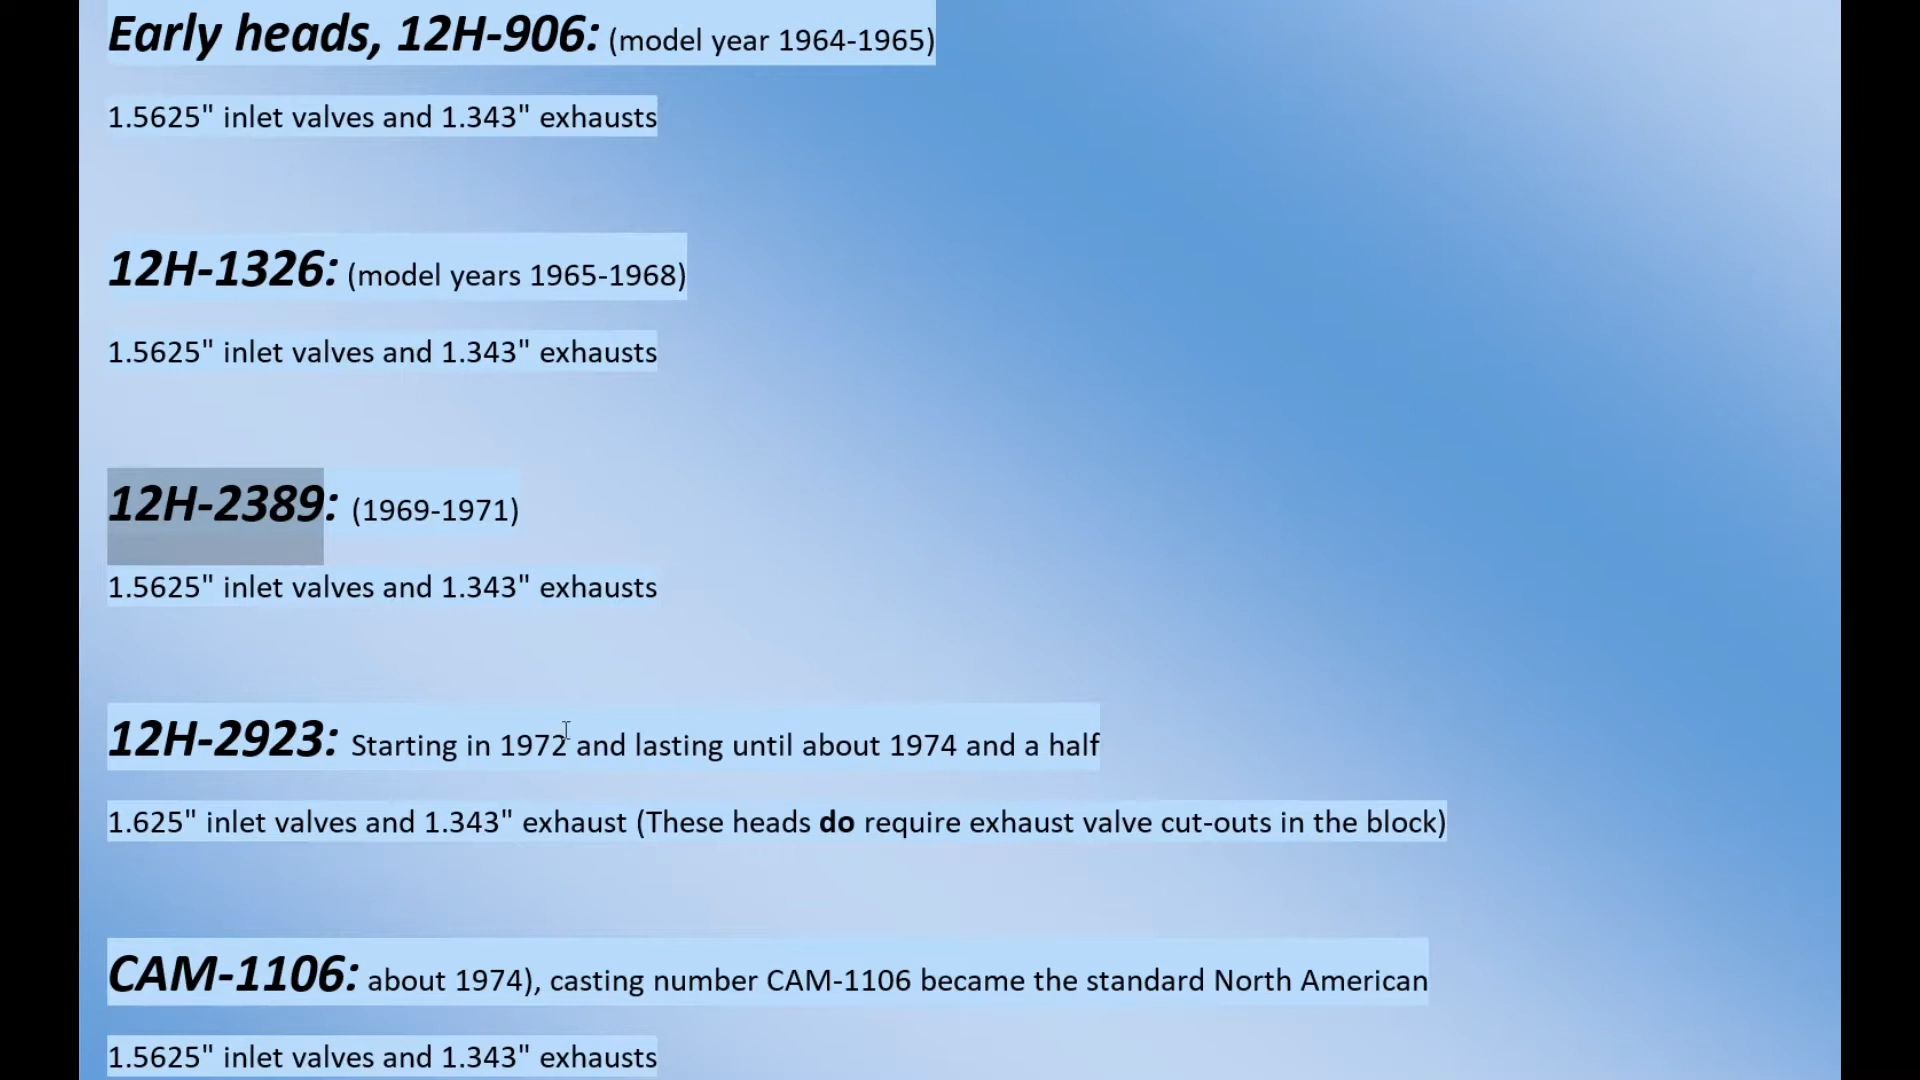 Early heads, 12H-906: (model year 1964-1965)
1.5625" inlet valves and 1.343" exhausts
12H-1326: (model years 1965-1968)
1.5625" inlet valves and 1.343" exhausts
12H-2389: (1969-1971)
1.5625" inlet valves and 1.343" exhausts
12H-2923: Starting in 1972 and lasting until about 1974 and a half
1.625" inlet valves and 1.343" exhaust (These heads do require exhaust valve cut-outs in the block)
CAM-1106: about 1974), casting number CAM-1106 became the standard North American
1.5625" inlet valves and 1.343" exhausts